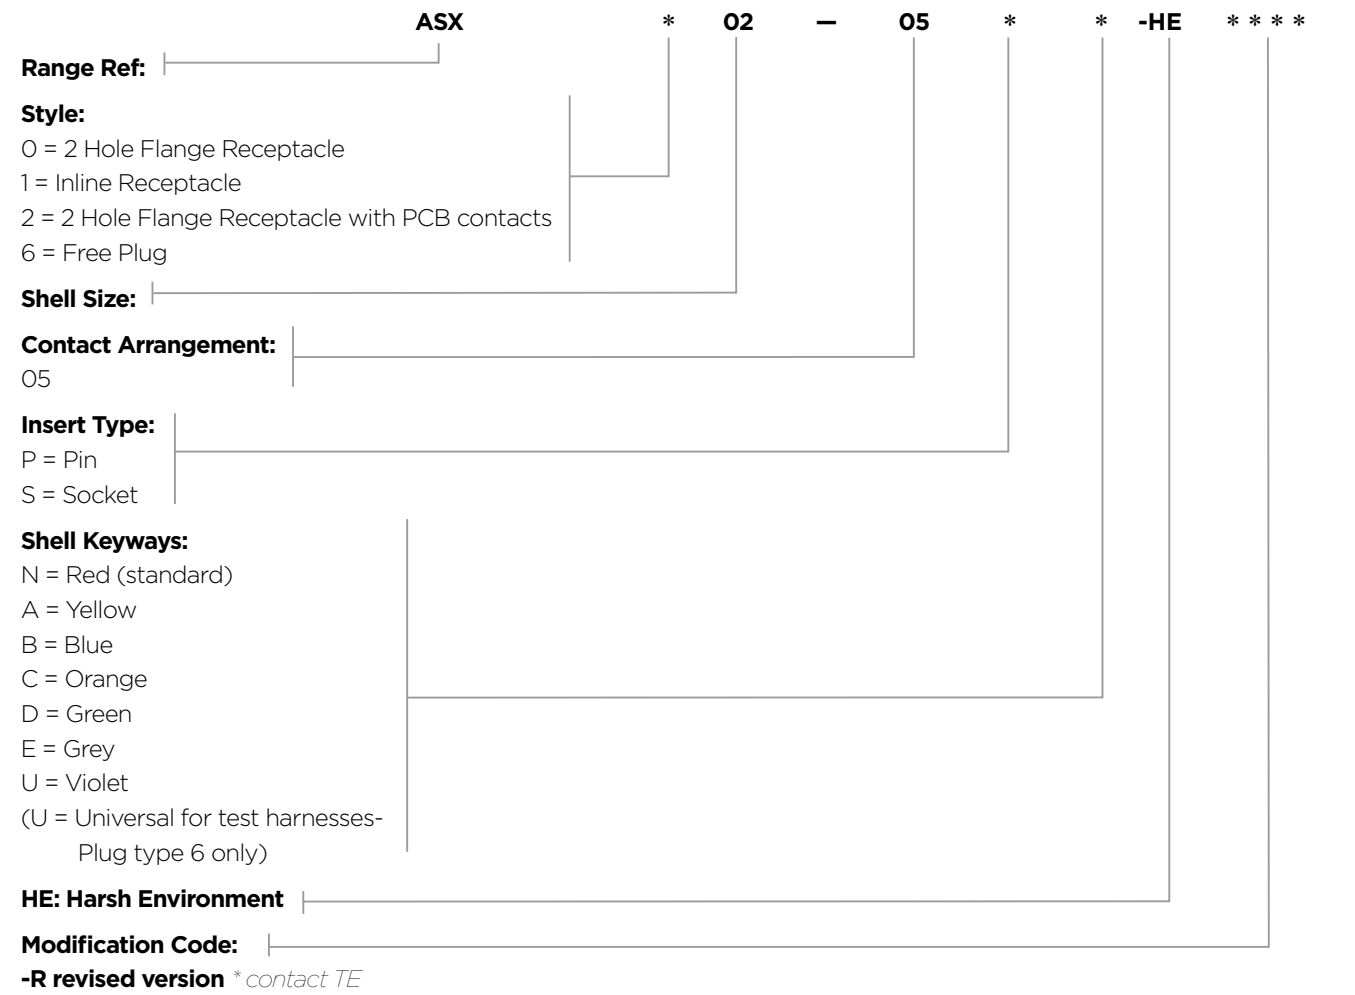 ASX * 02 — 05 * * -HE ****
Range Ref:
Style:
0 = 2 Hole Flange Receptacle
1 = Inline Receptacle
2 = 2 Hole Flange Receptacle with PCB contacts
6 = Free Plug
Shell Size:
Contact Arrangement:
05
Insert Type:
P = Pin
S = Socket
Shell Keyways:
N = Red (standard)
A = Yellow
B = Blue
C = Orange
D = Green
E = Grey
U = Violet
(U = Universal for test harnesses-
Plug type 6 only)
HE: Harsh Environment
Modification Code:
-R revised version * contact TE